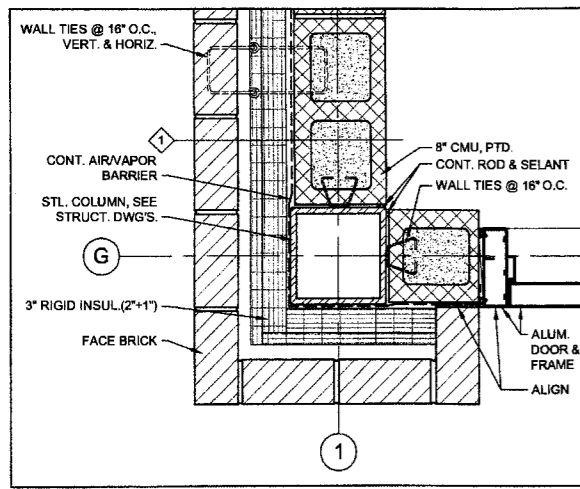 WALL TIES @ 16" O.C.,
VERT. & HORIZ.
1
CONT. AIR/VAPOR
BARRIER
STL. COLUMN, SEE
STRUCT. DWG'S.
G
3" RIGID INSUL.(2"+1")
FACE BRICK
8" CMU, PTD.
CONT. ROD & SELANT
WALL TIES @ 16" O.C.
ALUM.
DOOR &
FRAME
ALIGN
1